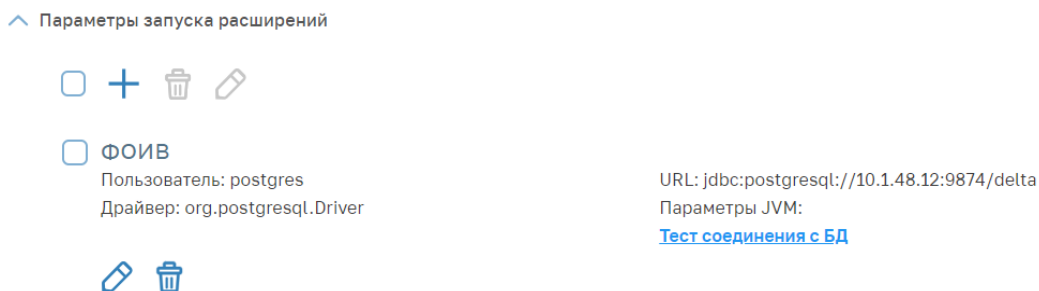 Параметры запуска расширений
ФОИВ
Пользователь: postgres
Драйвер: org.postgresql.Driver
URL: jdbc:postgresql://10.1.48.12:9874/delta
Параметры JVM:
Тест соединения с БД